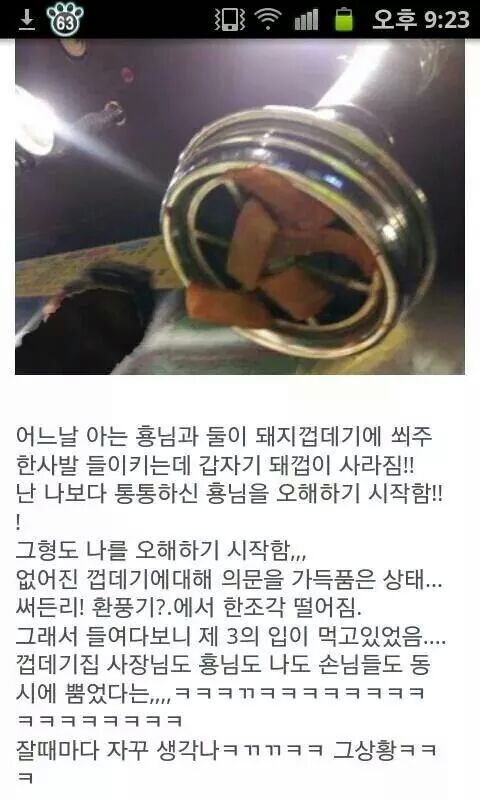 63 오후 9:23
어느날 아는 횽님과 둘이 돼지껍데기에 쐬주
한사발 들이키는데 갑자기 돼껍이 사라짐!!
난 나보다 통통하신 횽님을 오해하기 시작함!!
!
그형도 나를 오해하기 시작함,,,
없어진 껍데기에대해 의문을 가득품은 상태...
써든리! 환풍기?.에서 한조각 떨어짐.
그래서 들여다보니 제 3의 입이 먹고있었음....
껍데기집 사장님도 횽님도 나도 손님들도 동
시에 뿜었다는,,,,ㅋㅋㅋㄲㅋㅋㅋㅋㅋㅋㅋㅋ
ㅋㅋㅋㅋㅋㅋㅋㅋ
잘때마다 자꾸 생각나ㅋㄲㄲㅋㅋ 그상황ㅋㅋ
ㅋ